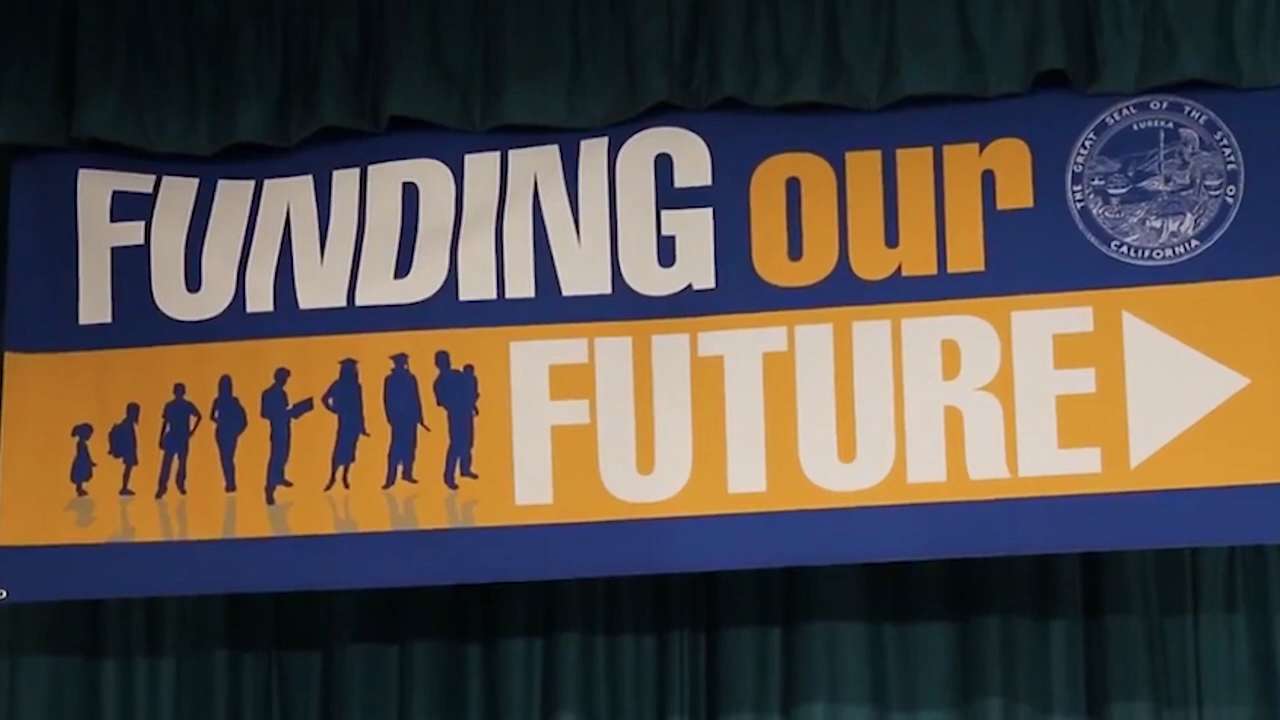 FUNDING our
THE GREAT SEAL OF THE STATE OF
EUREKA
CALIFORNIA
FUTURE